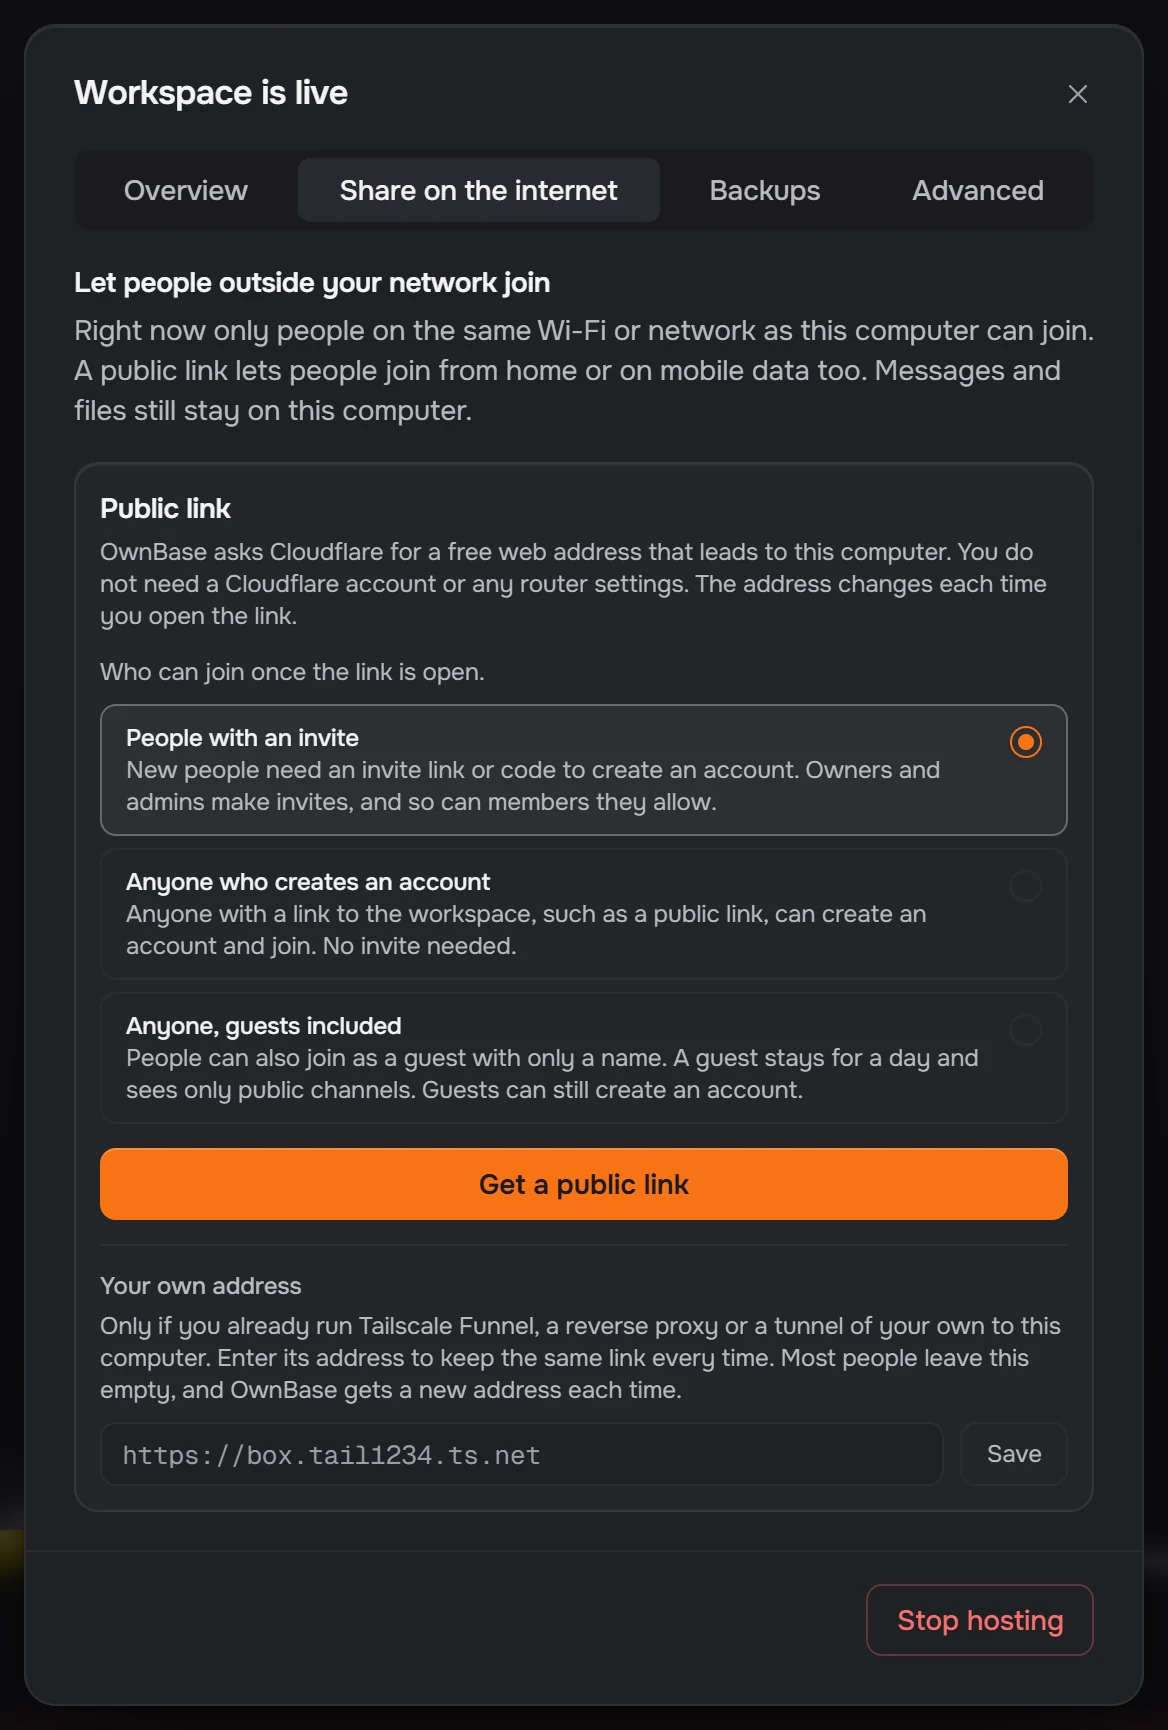 Workspace is live
Overview
Share on the internet
Backups
Advanced
Let people outside your network join
Right now only people on the same Wi-Fi or network as this computer can join.
A public link lets people join from home or on mobile data too. Messages and
files still stay on this computer.
Public link
OwnBase asks Cloudflare for a free web address that leads to this computer. You do
not need a Cloudflare account or any router settings. The address changes each time
you open the link.
Who can join once the link is open.
People with an invite
New people need an invite link or code to create an account. Owners and
admins make invites, and so can members they allow.
Anyone who creates an account
Anyone with a link to the workspace, such as a public link, can create an
account and join. No invite needed.
Anyone, guests included
People can also join as a guest with only a name. A guest stays for a day and
sees only public channels. Guests can still create an account.
Get a public link
Your own address
Only if you already run Tailscale Funnel, a reverse proxy or a tunnel of your own to this
computer. Enter its address to keep the same link every time. Most people leave this
empty, and OwnBase gets a new address each time.
https://box.tail1234.ts.net
Save
Stop hosting